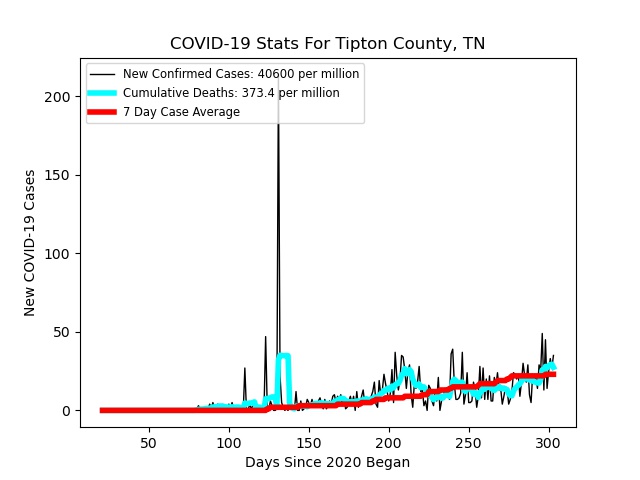 COVID-19 Stats For Tipton County, TN
New Confirmed Cases: 40600 per million
Cumulative Deaths: 373.4 per million
7 Day Case Average
New COVID-19 Cases
200
150
100
50
0
50 100 150 200 250 300
Days Since 2020 Began